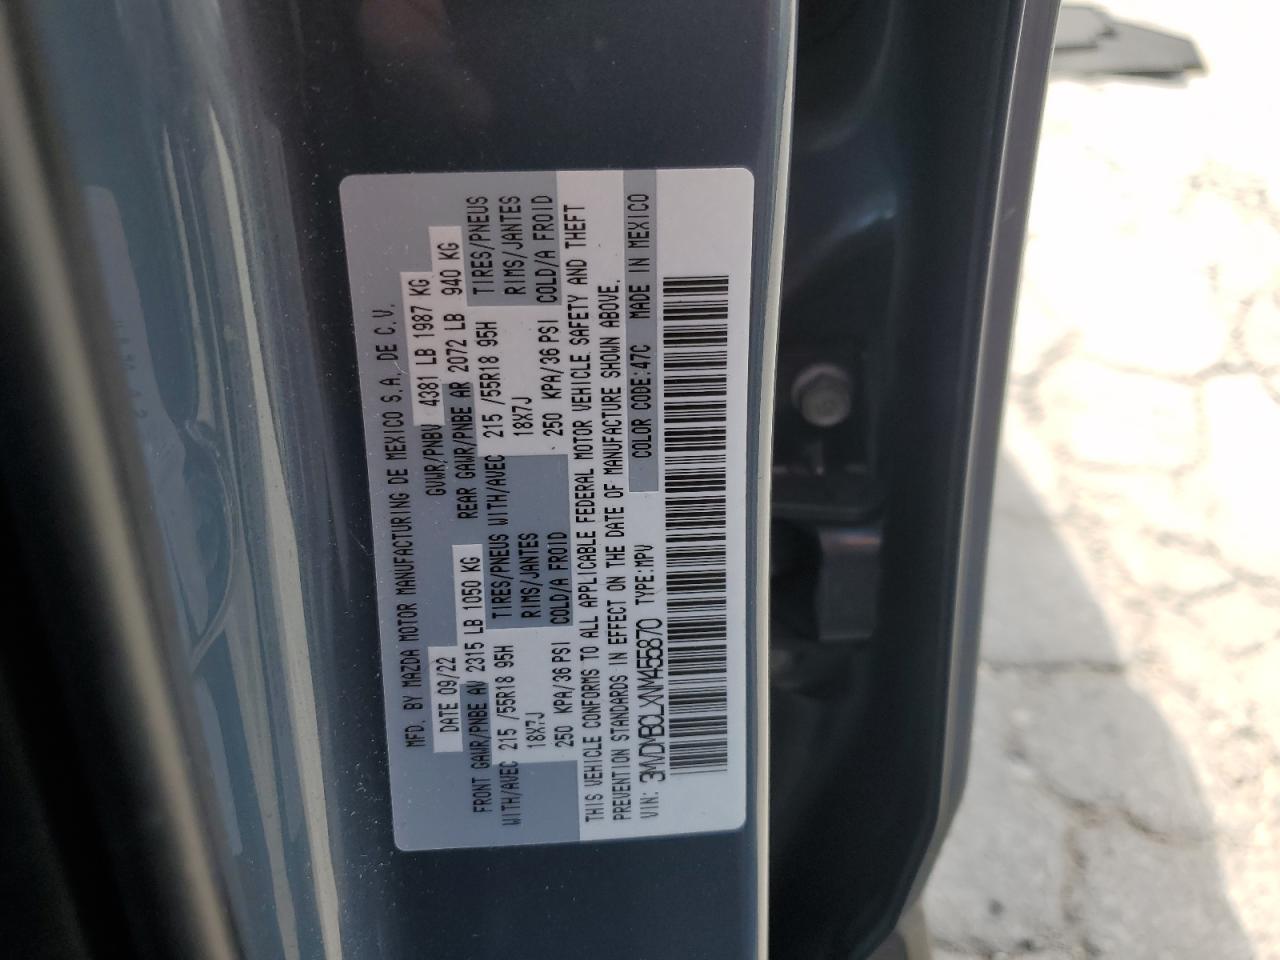 MFD. BY MAZDA MOTOR MANUFACTURING DE MEXICO S.A. DE C.V.
DATE 09/22 GVWR/PNBV 4381 LB 1987 KG
FRONT GAWR/PNBE AV 2315 LB 1050 KG REAR GAWR/PNBE AR 2072 LB 940 KG
WITH/AVEC 215 /55R18 95H TIRES/PNEUS WITH/AVEC 215 /55R18 95H TIRES/PNEUS
18X7J RIMS/JANTES 18X7J RIMS/JANTES
250 KPA/36 PSI COLD/A FROID 250 KPA/36 PSI COLD/A FROID
THIS VEHICLE CONFORMS TO ALL APPLICABLE FEDERAL MOTOR VEHICLE SAFETY AND THEFT
PREVENTION STANDARDS IN EFFECT ON THE DATE OF MANUFACTURE SHOWN ABOVE.
VIN: 3MVDMBCLXNM455870 TYPE:MPV COLOR CODE:47C MADE IN MEXICO